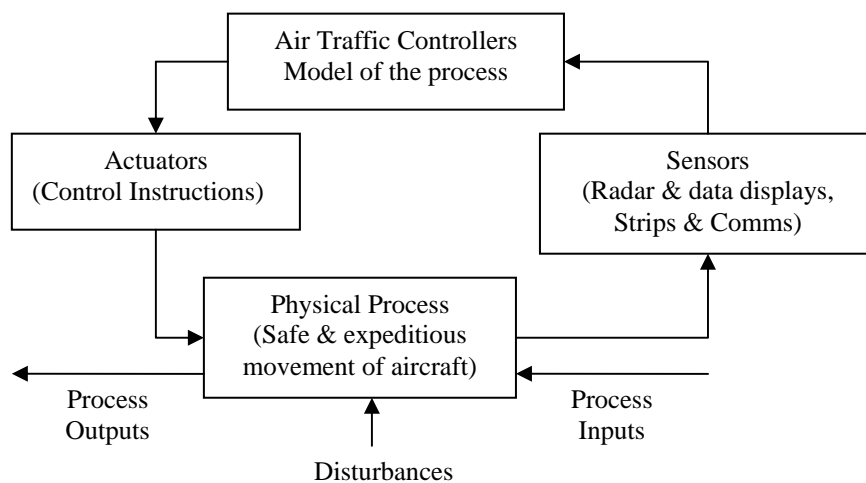 Air Traffic Controllers
Model of the process
Actuators
(Control Instructions)
Sensors
(Radar & data displays,
Strips & Comms)
Physical Process
(Safe & expeditious
movement of aircraft)
Process
Outputs
Process
Inputs
Disturbances